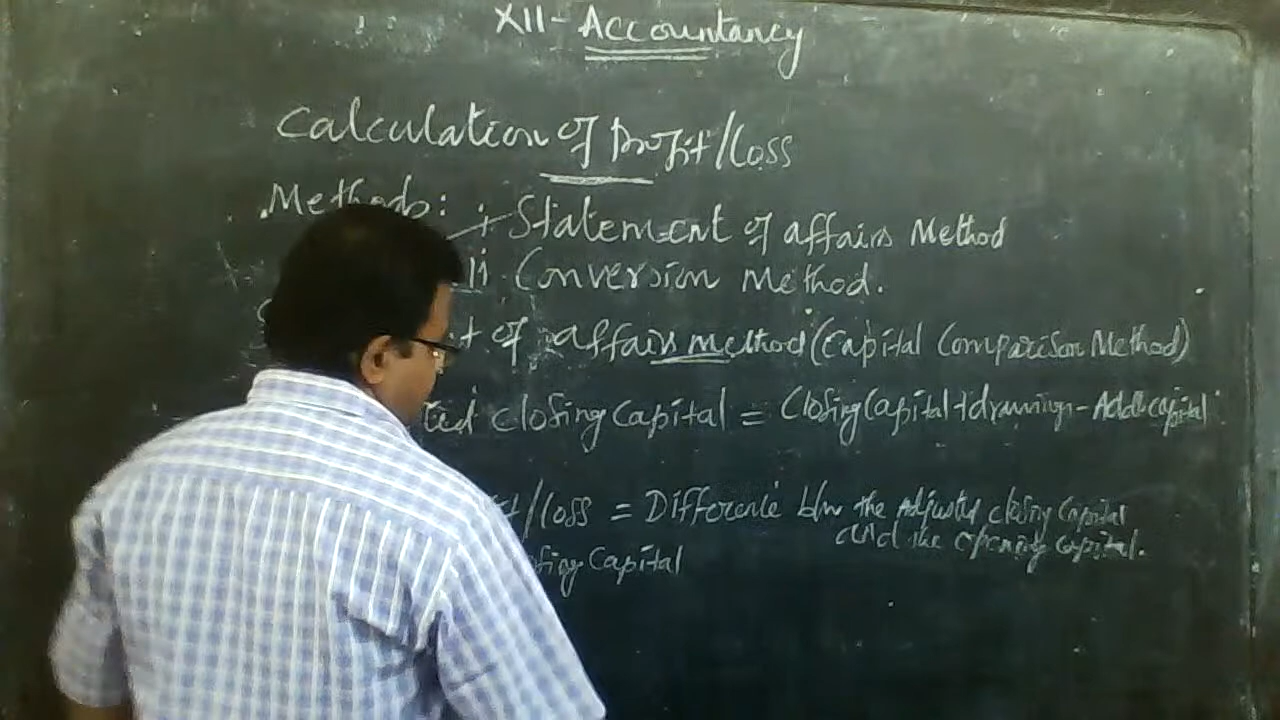 XII - Accountancy
Calculation of Profit/Loss
Methods: i Statement of affairs Method
ii Conversion Method.
t of affairs method (Capital Comparison Method)
ted closing Capital = Closing Capital + drawings - Addl. capital
/Loss = Difference b/w the Adjusted closing Capital
and the opening capital.
sing Capital